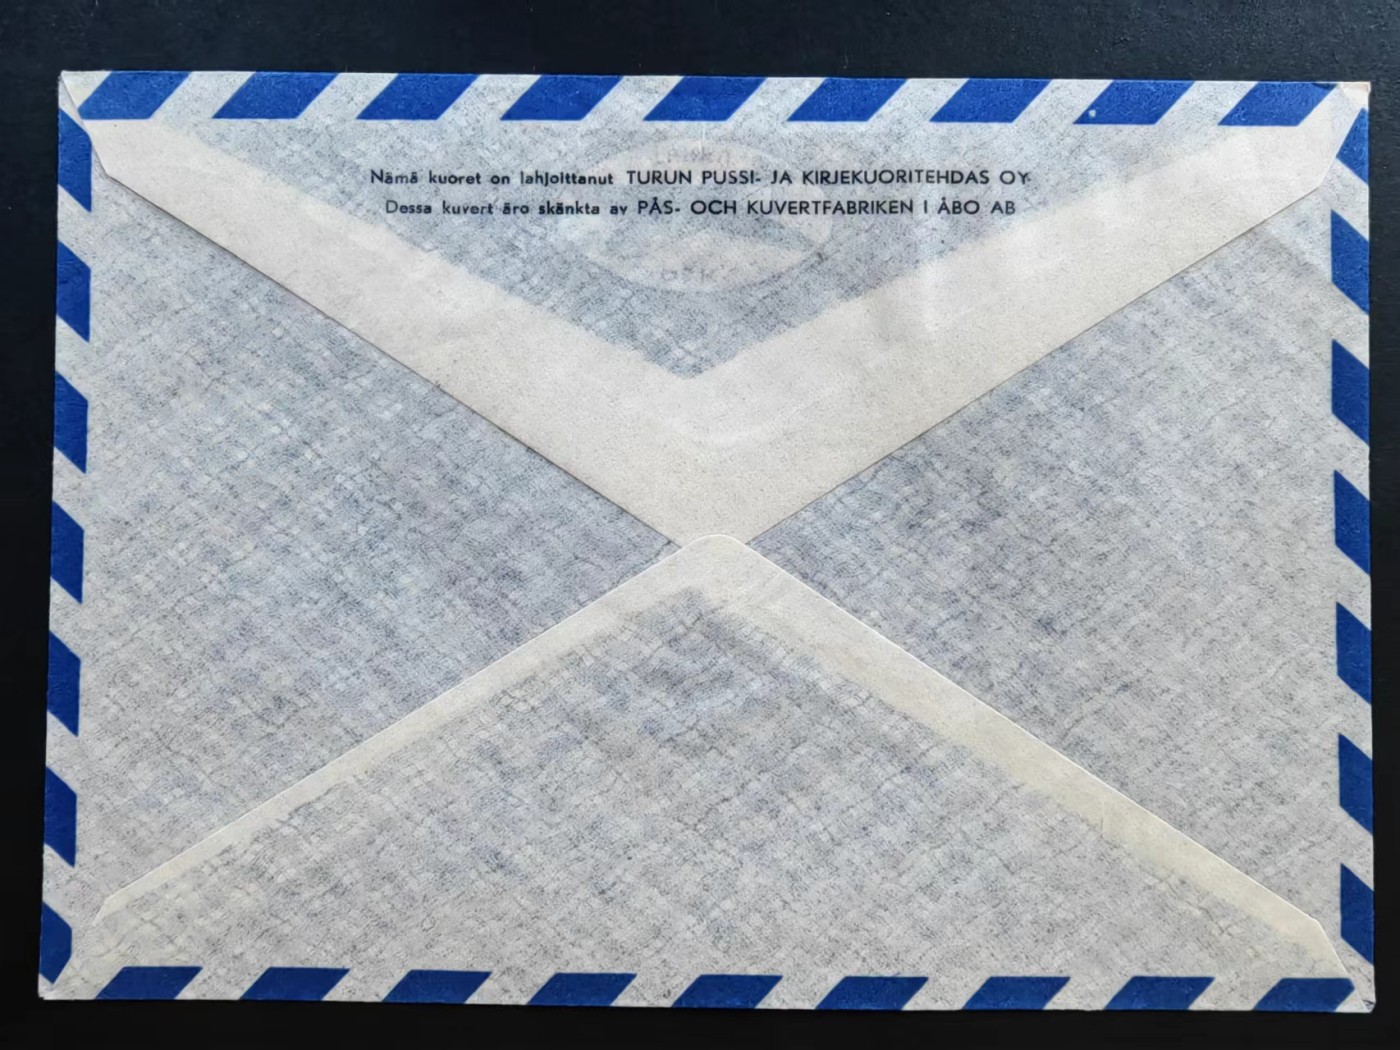 Nämä kuoret on lahjoittanut TURUN PUSSI- JA KIRJEKUORITEHDAS OY
Dessa kuvert äro skänkta av PÅS- OCH KUVERTFABRIKEN I ÅBO AB